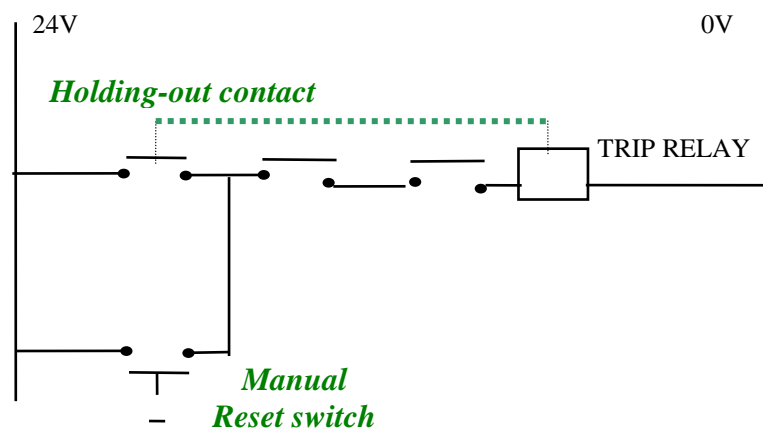 24V
0V
Holding-out contact
TRIP RELAY
Manual
Reset switch